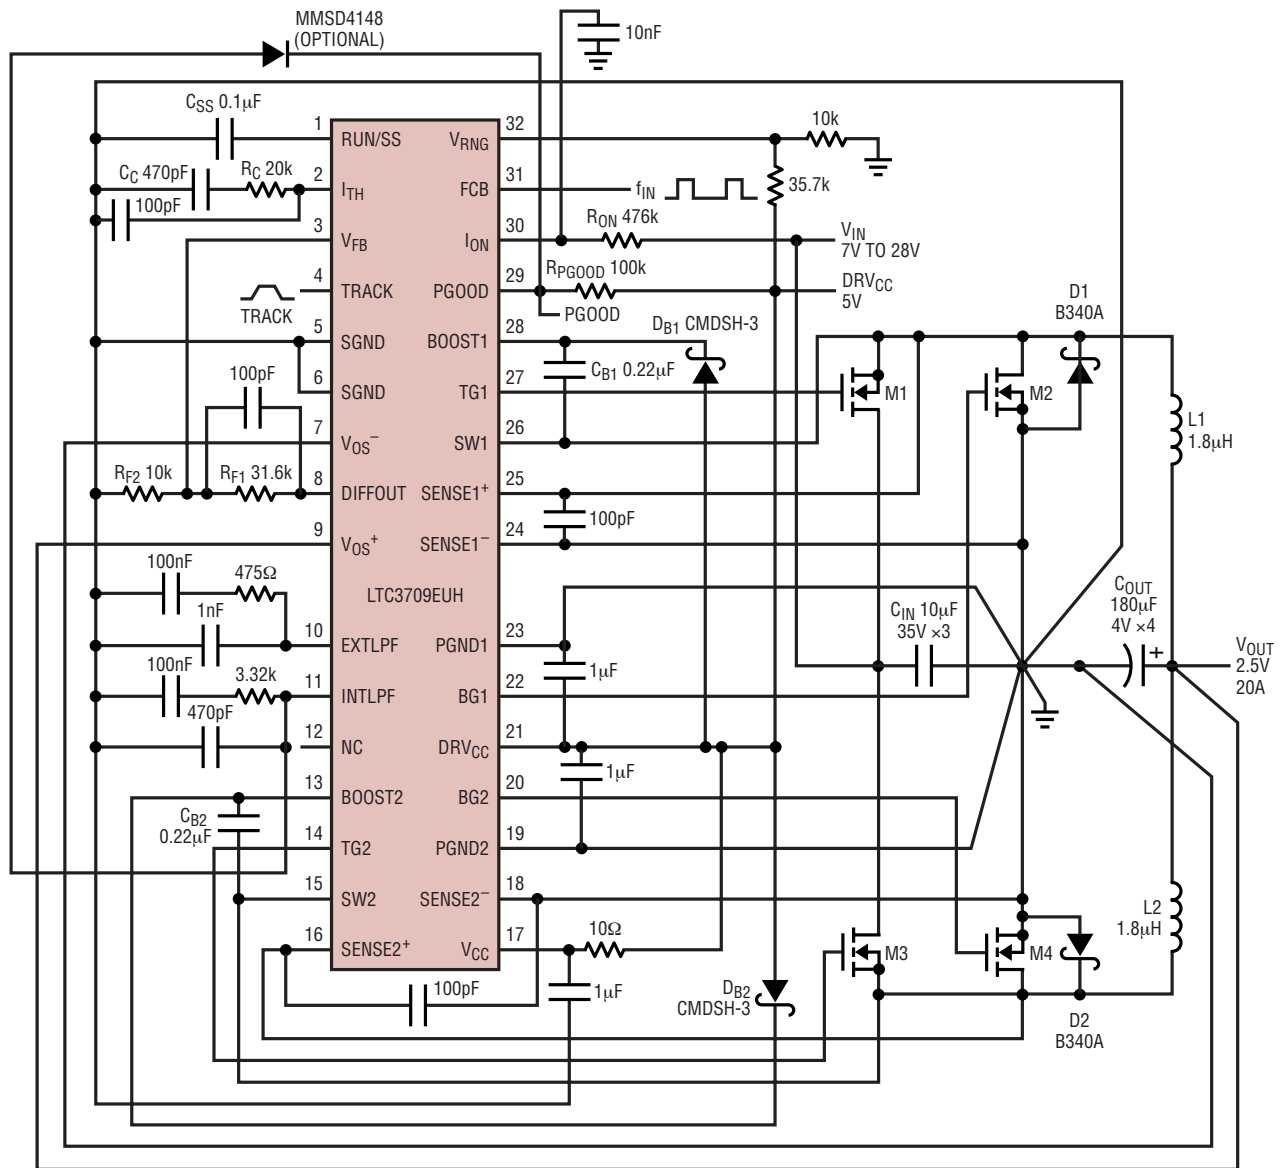 MMSD4148
(OPTIONAL)
10nF
CSS 0.1µF
1
RUN/SS
VRNG
32
10k
CC 470pF
RC 20k
2
ITH
FCB
31
fIN
35.7k
100pF
3
VFB
ION
30
RON 476k
VIN
7V TO 28V
4
TRACK
PGOOD
29
RPGOOD 100k
DRVCC
5V
TRACK
PGOOD
D1
B340A
5
SGND
BOOST1
28
DB1 CMDSH-3
100pF
6
SGND
TG1
27
CB1 0.22µF
M1
M2
7
VOS–
SW1
26
L1
1.8µH
RF2 10k
RF1 31.6k
8
DIFFOUT
SENSE1+
25
100pF
9
VOS+
SENSE1–
24
100nF
475Ω
LTC3709EUH
CIN 10µF
35V ×3
COUT
180µF
4V ×4
+
1nF
10
EXTLPF
PGND1
23
VOUT
2.5V
20A
100nF
3.32k
11
INTLPF
BG1
22
1µF
470pF
12
NC
DRVCC
21
1µF
13
BOOST2
BG2
20
CB2
0.22µF
14
TG2
PGND2
19
15
SW2
SENSE2–
18
L2
1.8µH
16
SENSE2+
VCC
17
10Ω
M3
M4
100pF
1µF
DB2
CMDSH-3
D2
B340A